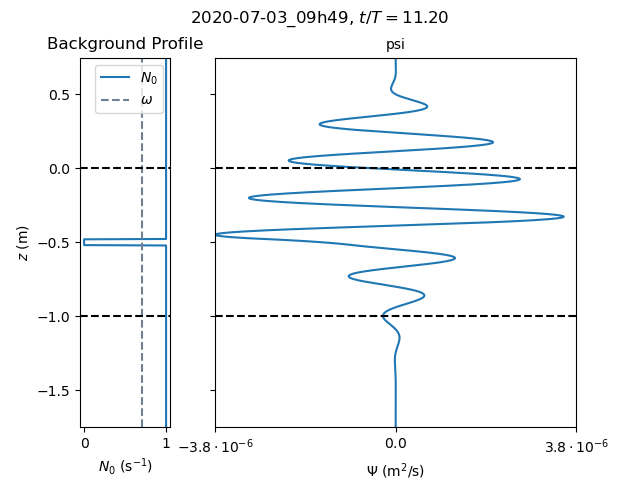 2020-07-03_09h49, t/T = 11.20
Background Profile
psi
N₀
ω
0.5
0.0
−0.5
−1.0
−1.5
z (m)
0
1
N₀ (s⁻¹)
−3.8 · 10⁻⁶
0.0
3.8 · 10⁻⁶
Ψ (m²/s)